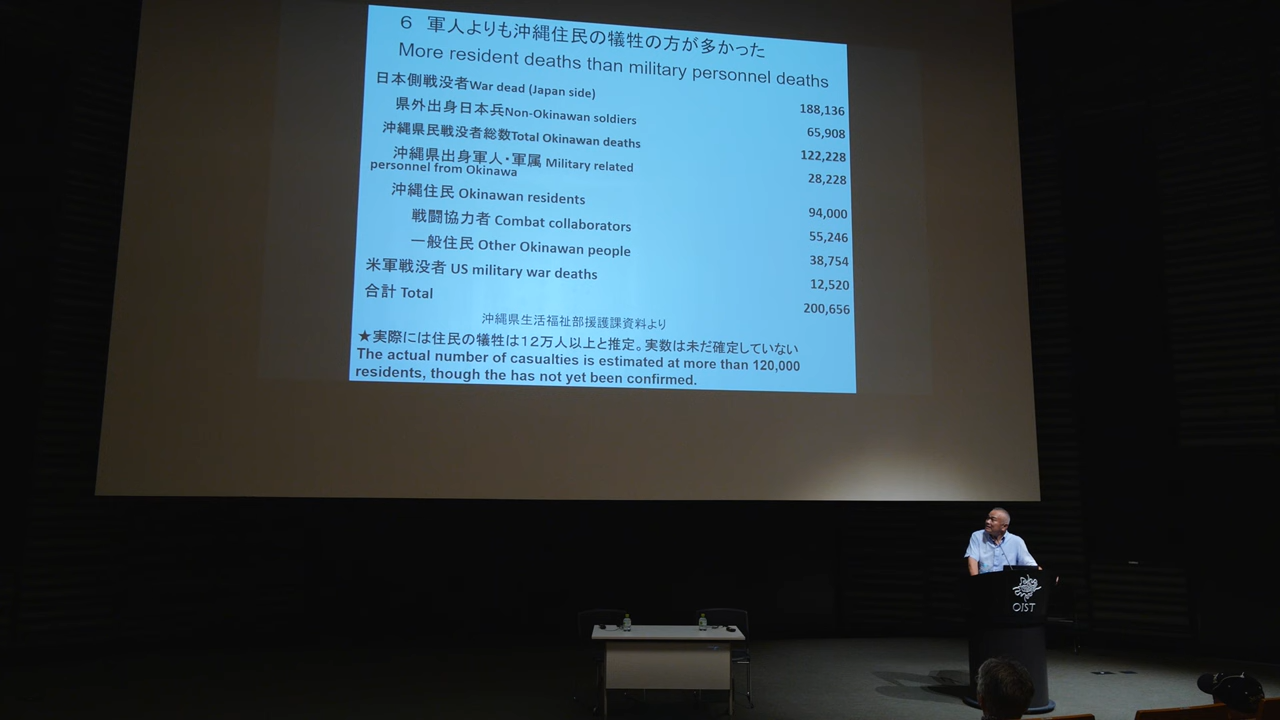 ６ 軍人よりも沖縄住民の犠牲の方が多かった
More resident deaths than military personnel deaths
日本側戦没者War dead (Japan side) 188,136
県外出身日本兵Non-Okinawan soldiers 65,908
沖縄県民戦没者総数Total Okinawan deaths 122,228
沖縄県出身軍人・軍属 Military related 28,228
personnel from Okinawa
沖縄住民 Okinawan residents 94,000
戦闘協力者 Combat collaborators 55,246
一般住民 Other Okinawan people 38,754
米軍戦没者 US military war deaths 12,520
合計 Total 200,656
沖縄県生活福祉部援護課資料より
★実際には住民の犠牲は１２万人以上と推定。実数は未だ確定していない
The actual number of casualties is estimated at more than 120,000
residents, though the has not yet been confirmed.
OIST